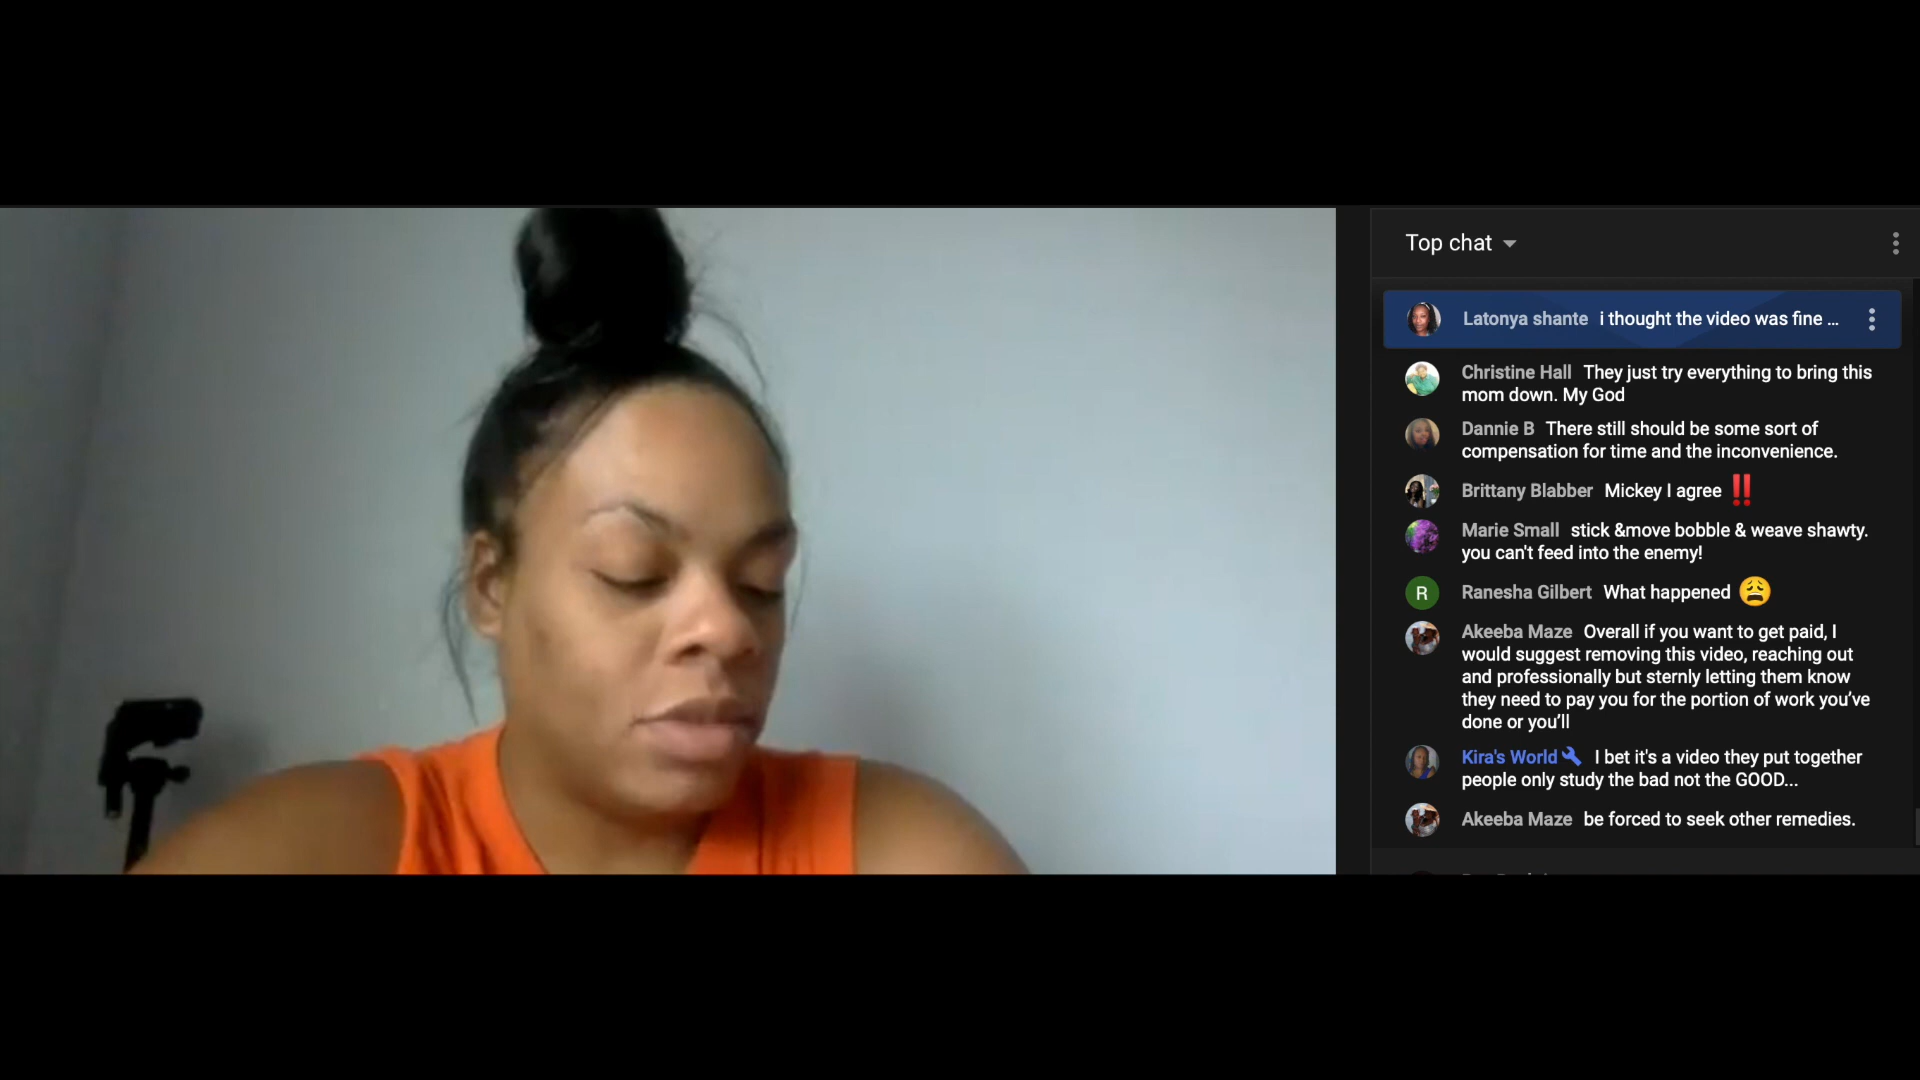 Top chat
Latonya shante i thought the video was fine ...
Christine Hall They just try everything to bring this
mom down. My God
Dannie B There still should be some sort of
compensation for time and the inconvenience.
Brittany Blabber Mickey I agree ‼️
Marie Small stick &move bobble & weave shawty.
you can't feed into the enemy!
R Ranesha Gilbert What happened 😩
Akeeba Maze Overall if you want to get paid, I
would suggest removing this video, reaching out
and professionally but sternly letting them know
they need to pay you for the portion of work you’ve
done or you’ll
Kira's World I bet it's a video they put together
people only study the bad not the GOOD...
Akeeba Maze be forced to seek other remedies.